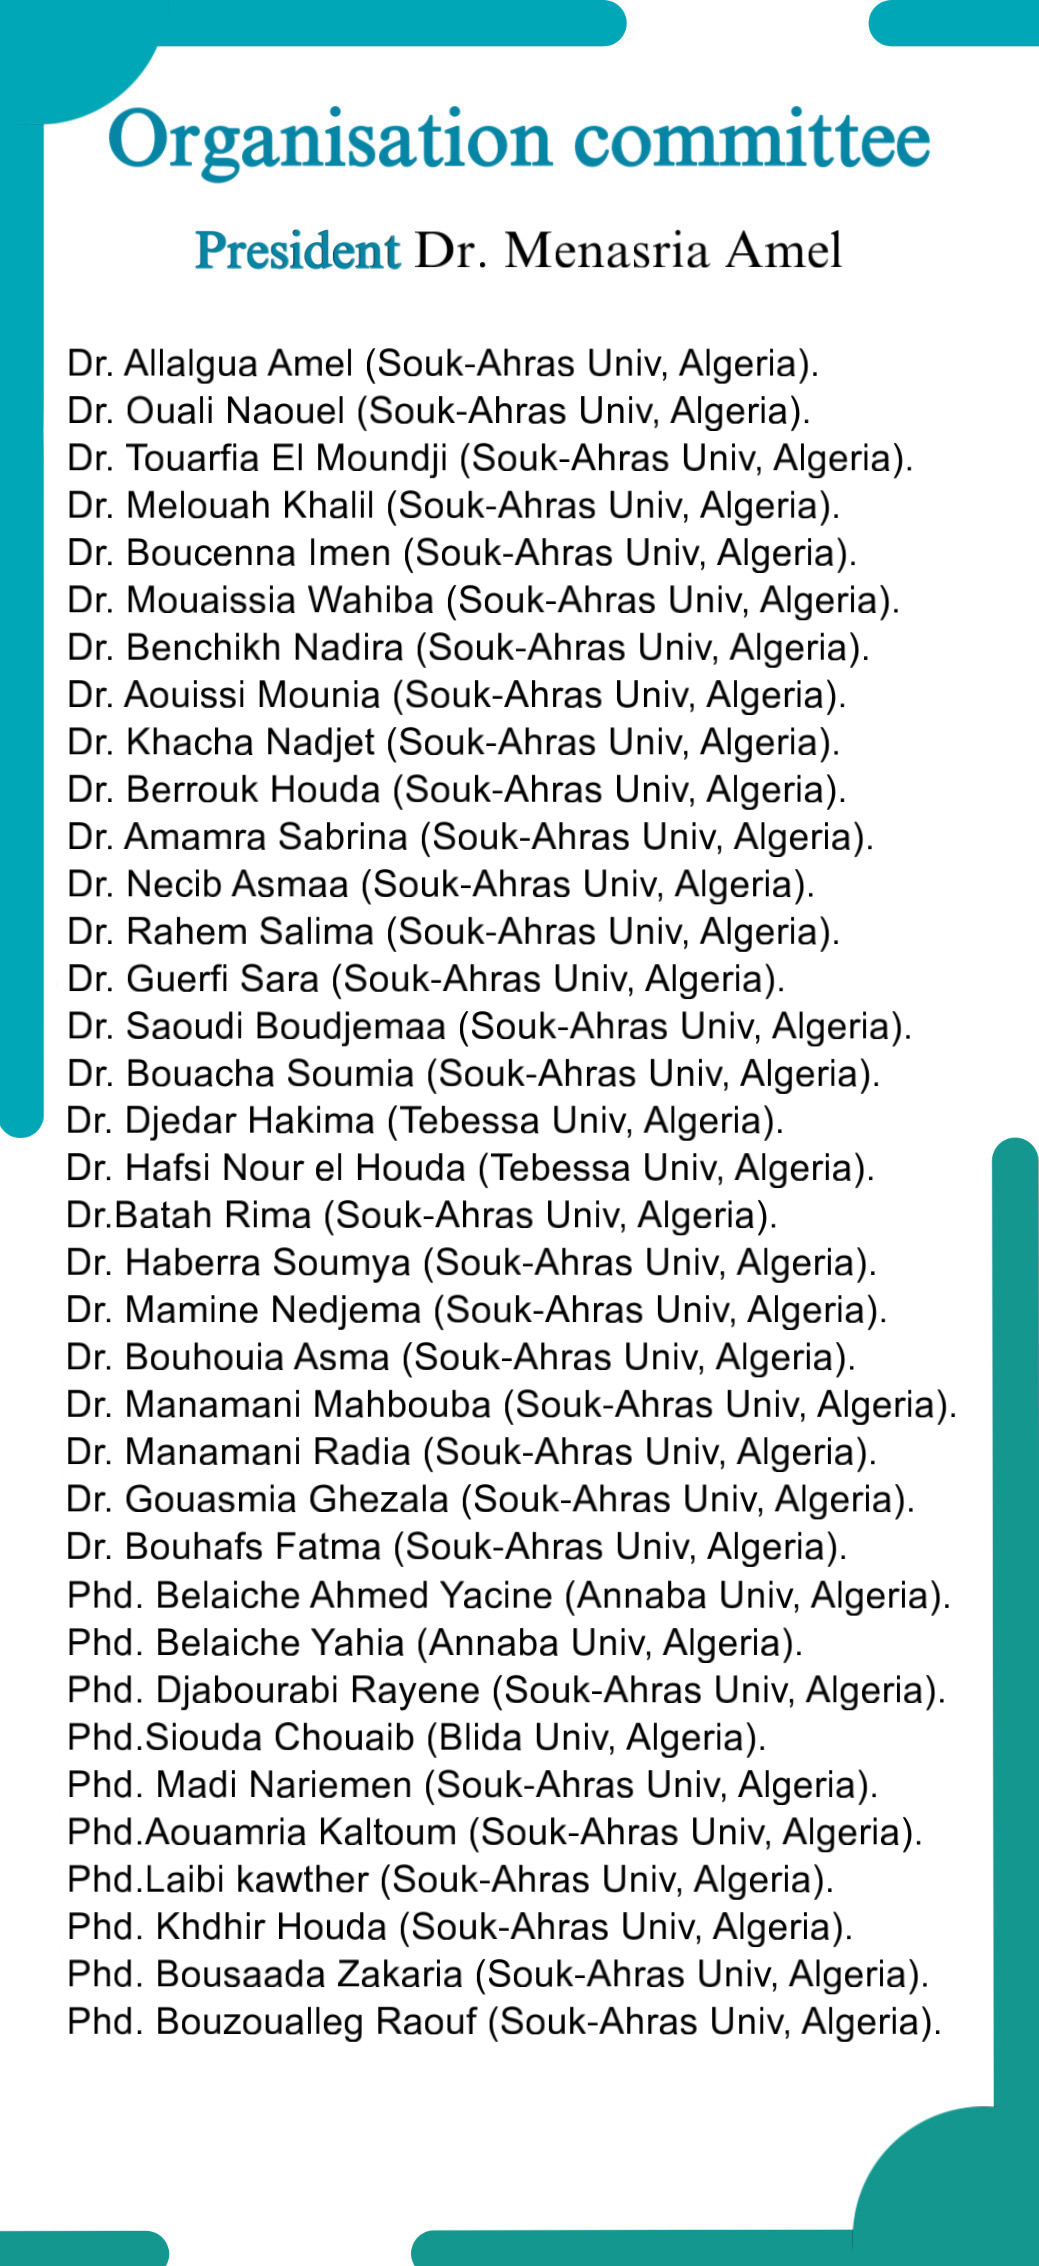 Organisation committee
President Dr. Menasria Amel
Dr. Allalgua Amel (Souk-Ahras Univ, Algeria).
Dr. Ouali Naouel (Souk-Ahras Univ, Algeria).
Dr. Touarfia El Moundji (Souk-Ahras Univ, Algeria).
Dr. Melouah Khalil (Souk-Ahras Univ, Algeria).
Dr. Boucenna Imen (Souk-Ahras Univ, Algeria).
Dr. Mouaissia Wahiba (Souk-Ahras Univ, Algeria).
Dr. Benchikh Nadira (Souk-Ahras Univ, Algeria).
Dr. Aouissi Mounia (Souk-Ahras Univ, Algeria).
Dr. Khacha Nadjet (Souk-Ahras Univ, Algeria).
Dr. Berrouk Houda (Souk-Ahras Univ, Algeria).
Dr. Amamra Sabrina (Souk-Ahras Univ, Algeria).
Dr. Necib Asmaa (Souk-Ahras Univ, Algeria).
Dr. Rahem Salima (Souk-Ahras Univ, Algeria).
Dr. Guerfi Sara (Souk-Ahras Univ, Algeria).
Dr. Saoudi Boudjemaa (Souk-Ahras Univ, Algeria).
Dr. Bouacha Soumia (Souk-Ahras Univ, Algeria).
Dr. Djedar Hakima (Tebessa Univ, Algeria).
Dr. Hafsi Nour el Houda (Tebessa Univ, Algeria).
Dr.Batah Rima (Souk-Ahras Univ, Algeria).
Dr. Haberra Soumya (Souk-Ahras Univ, Algeria).
Dr. Mamine Nedjema (Souk-Ahras Univ, Algeria).
Dr. Bouhouia Asma (Souk-Ahras Univ, Algeria).
Dr. Manamani Mahbouba (Souk-Ahras Univ, Algeria).
Dr. Manamani Radia (Souk-Ahras Univ, Algeria).
Dr. Gouasmia Ghezala (Souk-Ahras Univ, Algeria).
Dr. Bouhafs Fatma (Souk-Ahras Univ, Algeria).
Phd. Belaiche Ahmed Yacine (Annaba Univ, Algeria).
Phd. Belaiche Yahia (Annaba Univ, Algeria).
Phd. Djabourabi Rayene (Souk-Ahras Univ, Algeria).
Phd.Siouda Chouaib (Blida Univ, Algeria).
Phd. Madi Nariemen (Souk-Ahras Univ, Algeria).
Phd.Aouamria Kaltoum (Souk-Ahras Univ, Algeria).
Phd.Laibi kawther (Souk-Ahras Univ, Algeria).
Phd. Khdhir Houda (Souk-Ahras Univ, Algeria).
Phd. Bousaada Zakaria (Souk-Ahras Univ, Algeria).
Phd. Bouzoualleg Raouf (Souk-Ahras Univ, Algeria).